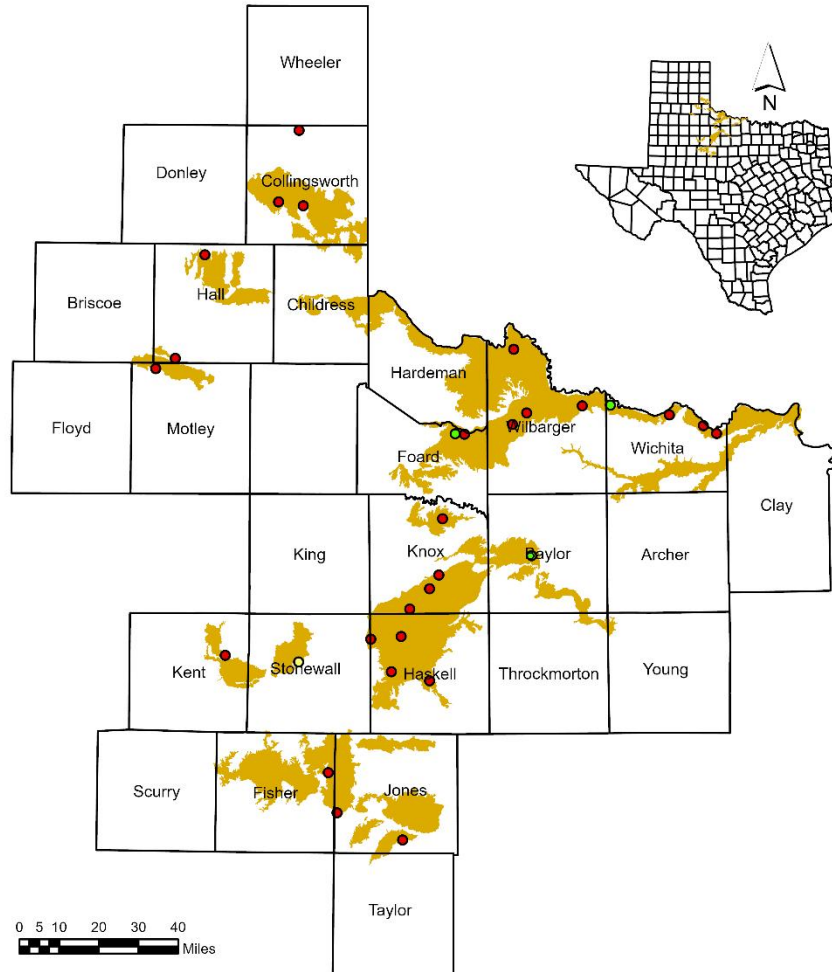 Wheeler
N
Donley
Collingsworth
Briscoe
Hall
Childress
Hardeman
Floyd
Motley
Foard
Wilbarger
Wichita
Clay
King
Knox
Baylor
Archer
Kent
Stonewall
Haskell
Throckmorton
Young
Scurry
Fisher
Jones
Taylor
0 5 10 20 30 40
Miles